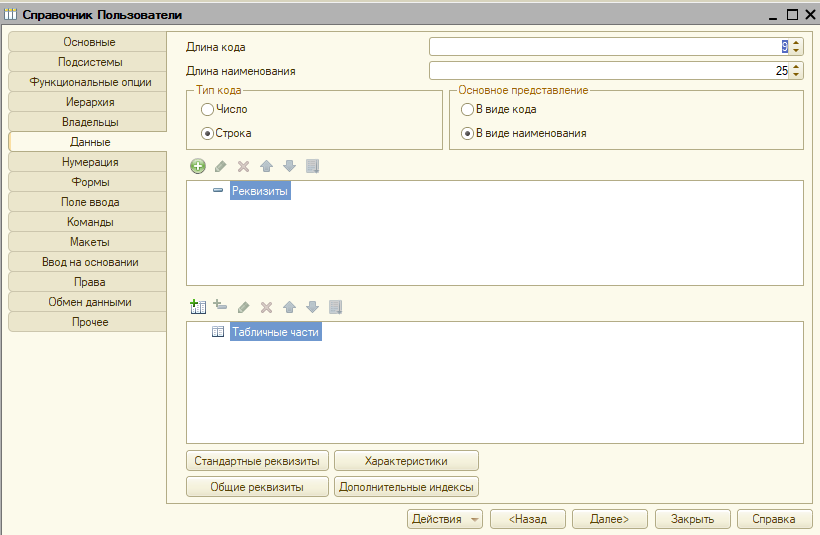 Справочник Пользователи
Основные
Подсистемы
Функциональные опции
Иерархия
Владельцы
Данные
Нумерация
Формы
Поле ввода
Команды
Макеты
Ввод на основании
Права
Обмен данными
Прочее
Длина кода
9
Длина наименования
25
Тип кода
Число
Строка
Основное представление
В виде кода
В виде наименования
Реквизиты
Табличные части
Стандартные реквизиты
Характеристики
Общие реквизиты
Дополнительные индексы
Действия
<Назад
Далее>
Закрыть
Справка